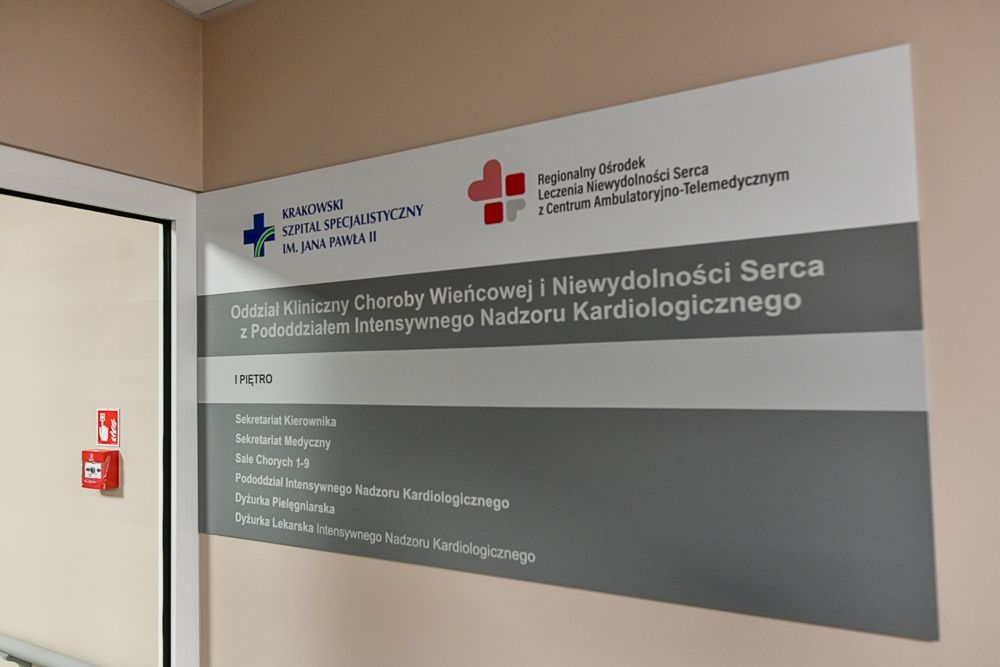 KRAKOWSKI
SZPITAL SPECJALISTYCZNY
IM. JANA PAWŁA II
Regionalny Ośrodek
Leczenia Niewydolności Serca
z Centrum Ambulatoryjno-Telemedycznym
Oddział Kliniczny Choroby Wieńcowej i Niewydolności Serca
z Pododdziałem Intensywnego Nadzoru Kardiologicznego
I PIĘTRO
Sekretariat Kierownika
Sekretariat Medyczny
Sale Chorych 1-9
Pododdział Intensywnego Nadzoru Kardiologicznego
Dyżurka Pielęgniarska
Dyżurka Lekarska Intensywnego Nadzoru Kardiologicznego